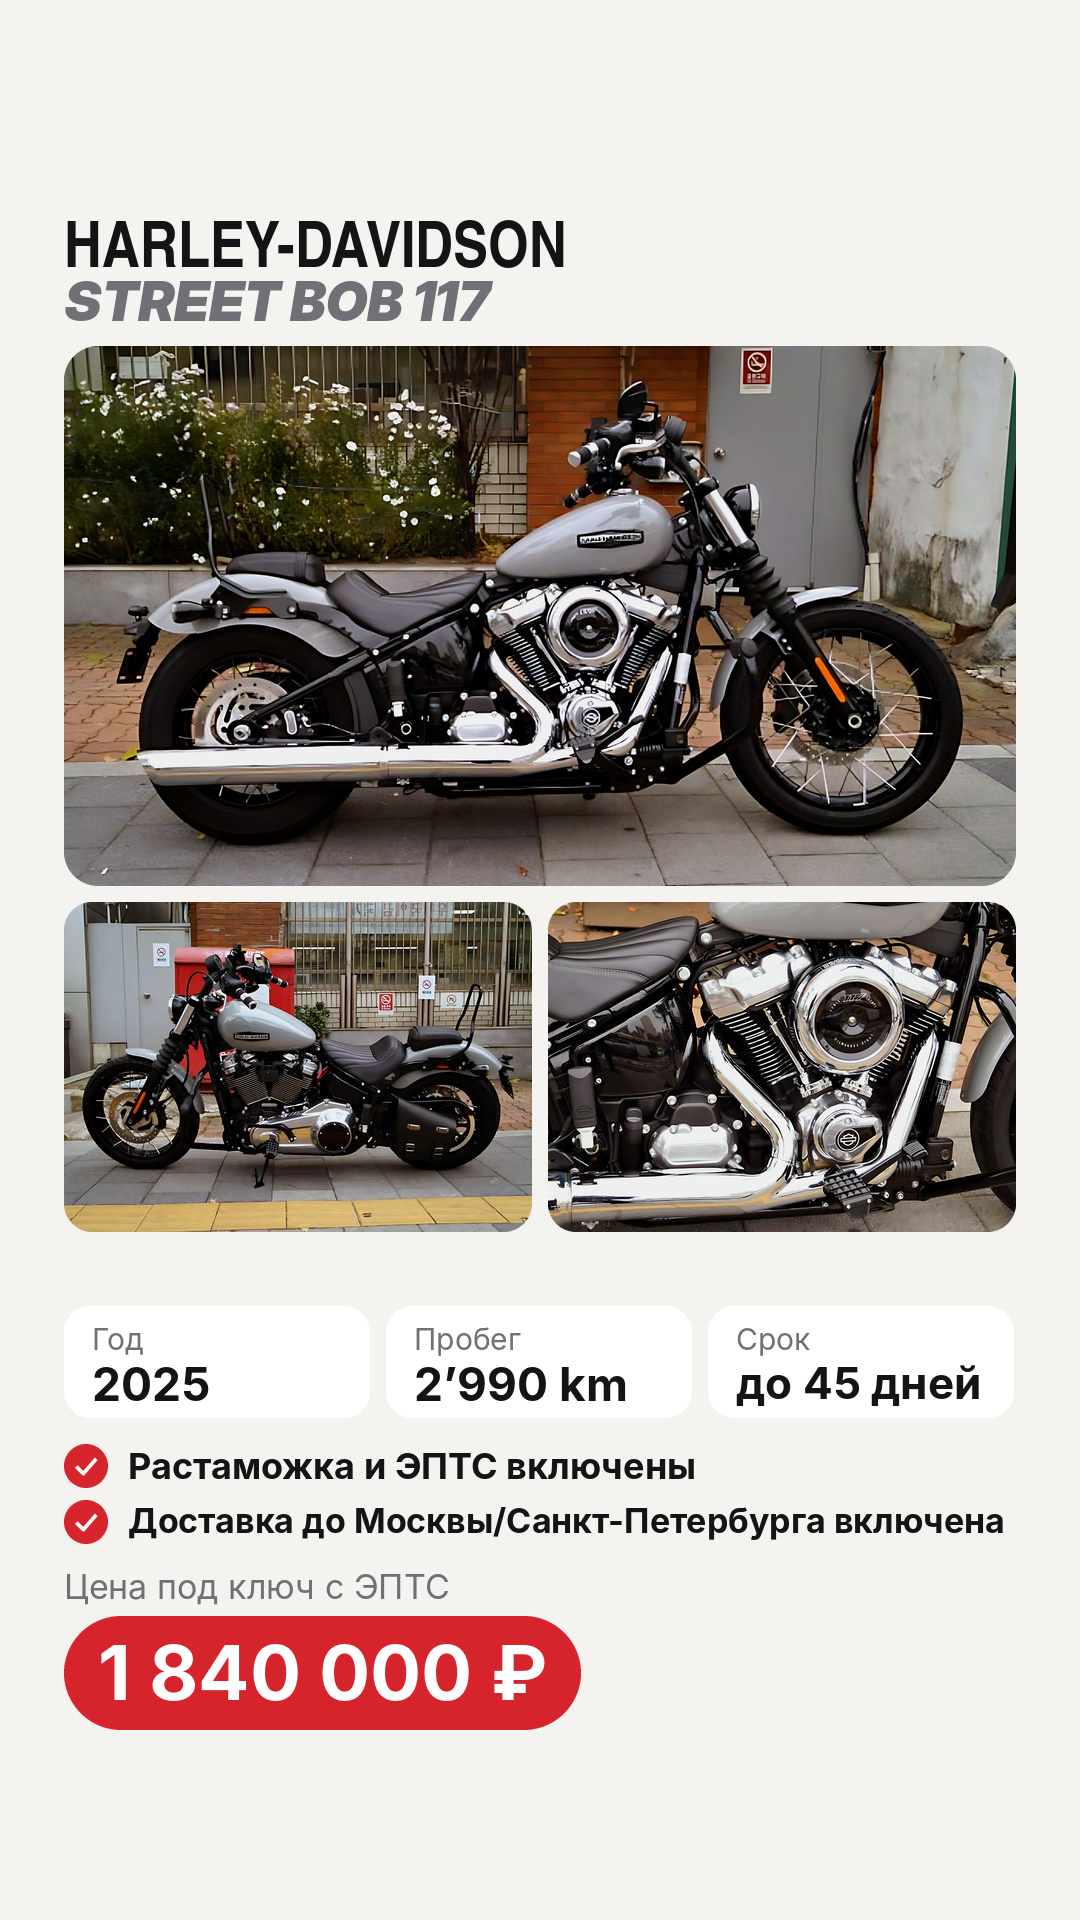 HARLEY-DAVIDSON
STREET BOB 117
Год
2025
Пробег
2’990 km
Срок
до 45 дней
Растаможка и ЭПТС включены
Доставка до Москвы/Санкт-Петербурга включена
Цена под ключ с ЭПТС
1 840 000 ₽